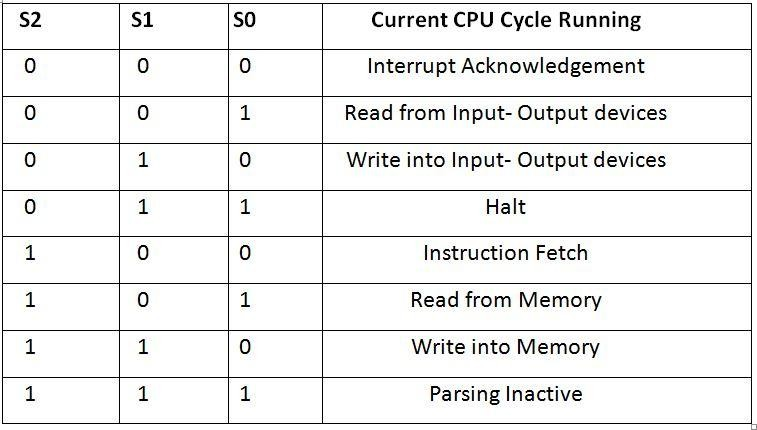 S2 S1 S0 Current CPU Cycle Running
0 0 0 Interrupt Acknowledgement
0 0 1 Read from Input- Output devices
0 1 0 Write into Input- Output devices
0 1 1 Halt
1 0 0 Instruction Fetch
1 0 1 Read from Memory
1 1 0 Write into Memory
1 1 1 Parsing Inactive